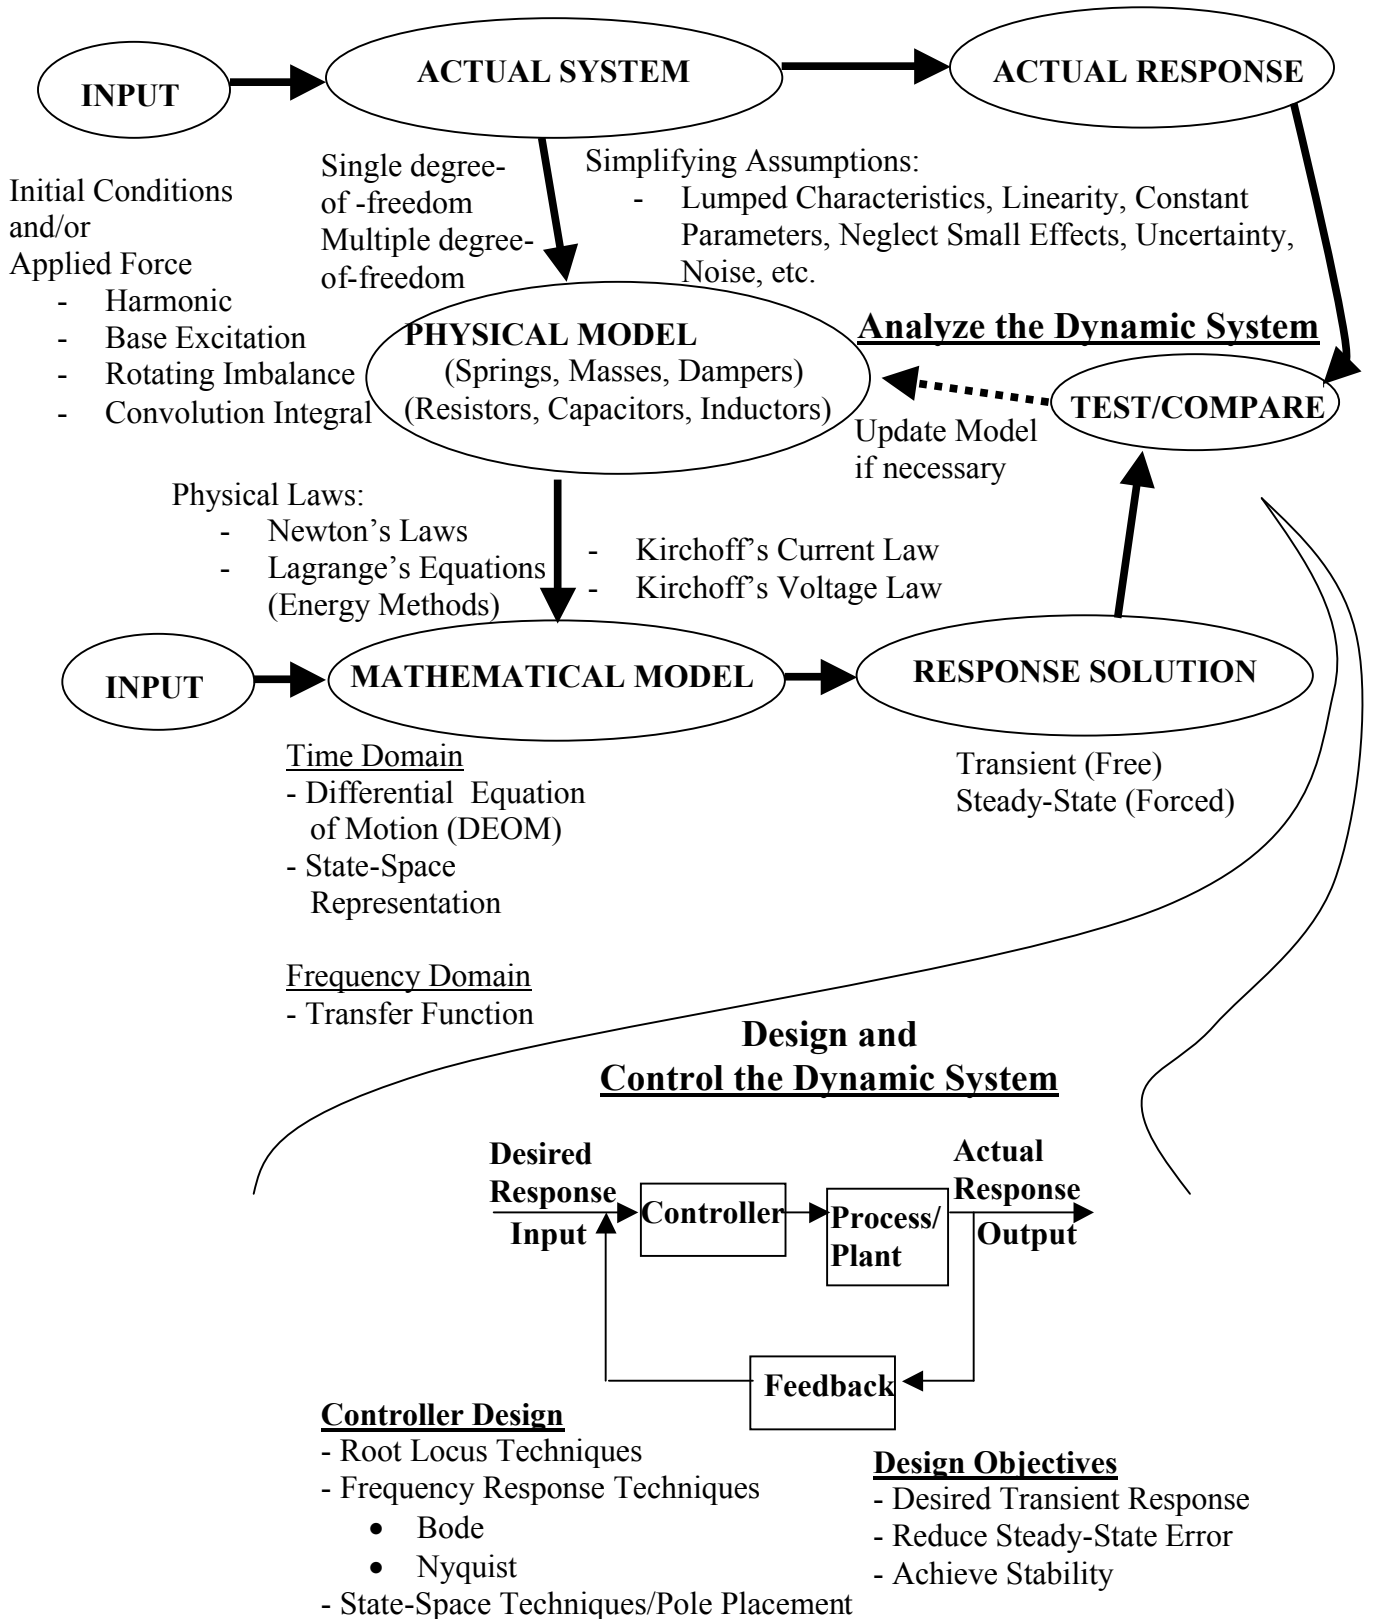 INPUT
ACTUAL SYSTEM
ACTUAL RESPONSE
Initial Conditions
and/or
Applied Force
- Harmonic
- Base Excitation
- Rotating Imbalance
- Convolution Integral
Single degree-
of -freedom
Multiple degree-
of-freedom
Simplifying Assumptions:
- Lumped Characteristics, Linearity, Constant
Parameters, Neglect Small Effects, Uncertainty,
Noise, etc.
PHYSICAL MODEL
(Springs, Masses, Dampers)
(Resistors, Capacitors, Inductors)
Analyze the Dynamic System
TEST/COMPARE
Update Model
if necessary
Physical Laws:
- Newton's Laws
- Lagrange's Equations
(Energy Methods)
- Kirchoff's Current Law
- Kirchoff's Voltage Law
INPUT
MATHEMATICAL MODEL
RESPONSE SOLUTION
Time Domain
- Differential Equation
of Motion (DEOM)
- State-Space
Representation
Transient (Free)
Steady-State (Forced)
Frequency Domain
- Transfer Function
Design and
Control the Dynamic System
Desired
Response
Input
Controller
Process/
Plant
Actual
Response
Output
Feedback
Controller Design
- Root Locus Techniques
- Frequency Response Techniques
• Bode
• Nyquist
- State-Space Techniques/Pole Placement
Design Objectives
- Desired Transient Response
- Reduce Steady-State Error
- Achieve Stability